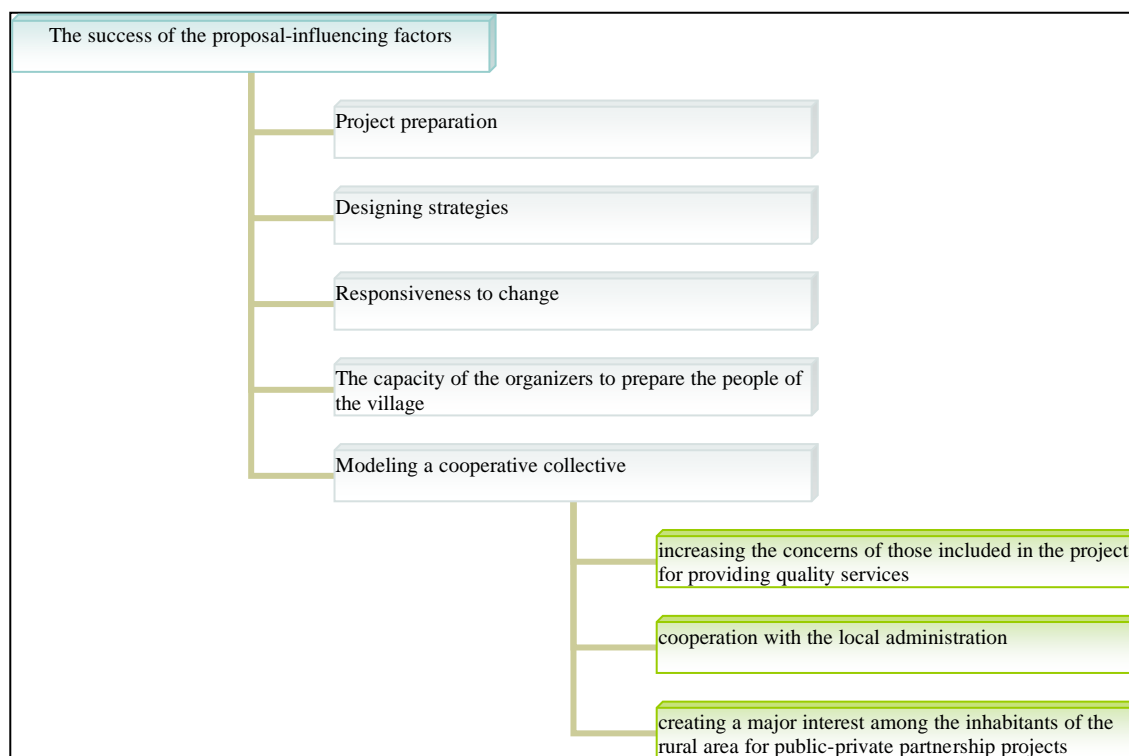 The success of the proposal-influencing factors
Project preparation
Designing strategies
Responsiveness to change
The capacity of the organizers to prepare the people of
the village
Modeling a cooperative collective
increasing the concerns of those included in the project
for providing quality services
cooperation with the local administration
creating a major interest among the inhabitants of the
rural area for public-private partnership projects